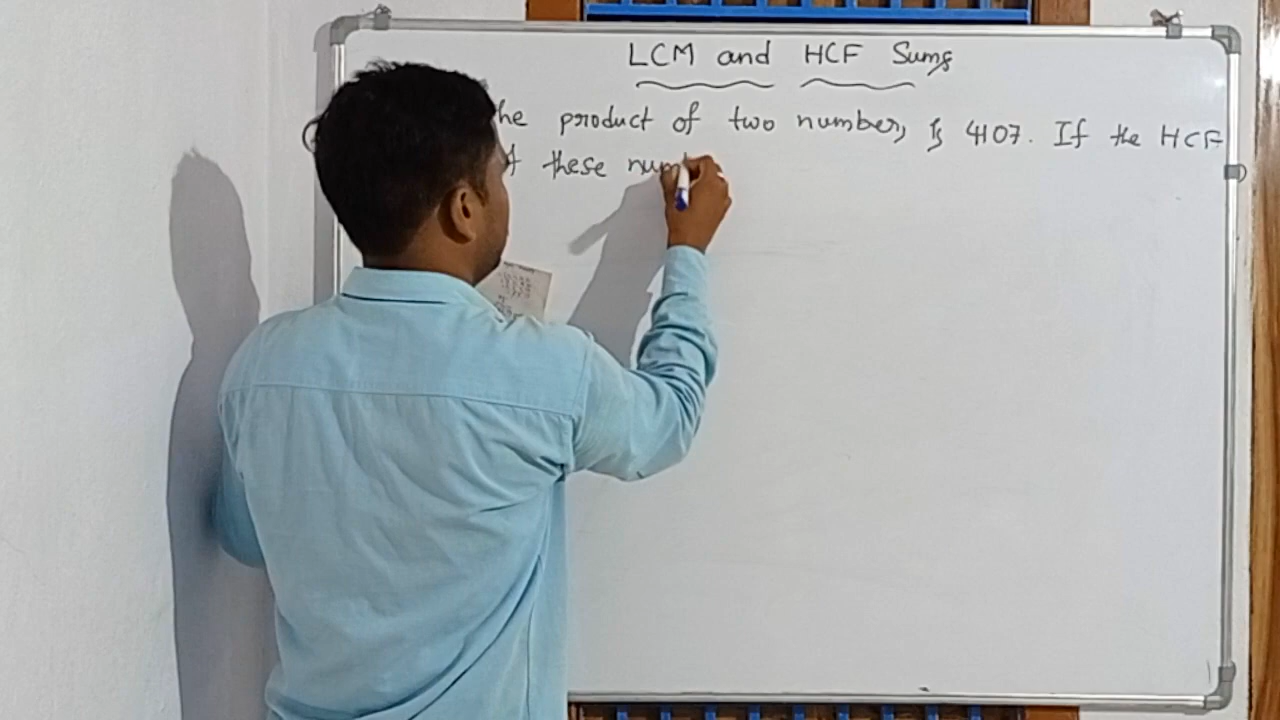 LCM and HCF Sums
he product of two numbers is 4107. If the HCF
these num